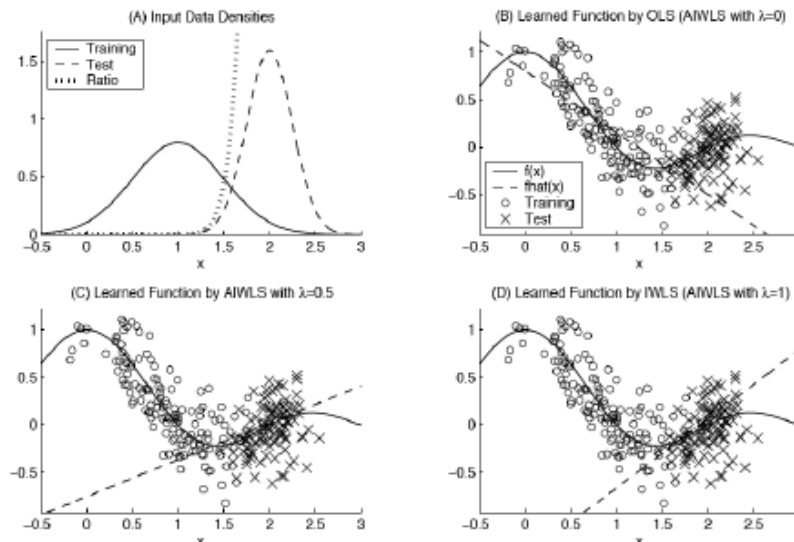 (A) Input Data Densities
Training
Test
Ratio
1.5
1
0.5
0
-0.5 0 0.5 1 1.5 2 2.5 3
x
(B) Learned Function by OLS (AIWLS with λ=0)
1
0.5
0
-0.5
f(x)
fhat(x)
Training
Test
-0.5 0 0.5 1 1.5 2 2.5
x
(C) Learned Function by AIWLS with λ=0.5
1
0.5
0
-0.5
-0.5 0 0.5 1 1.5 2 2.5 3
x
(D) Learned Function by IWLS (AIWLS with λ=1)
1
0.5
0
-0.5
-0.5 0 0.5 1 1.5 2 2.5
x